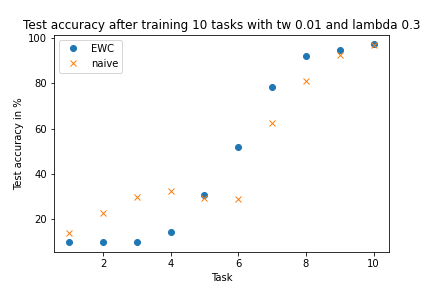 Test accuracy after training 10 tasks with tw 0.01 and lambda 0.3
EWC
naive
100
80
60
40
20
Test accuracy in %
2 4 6 8 10
Task